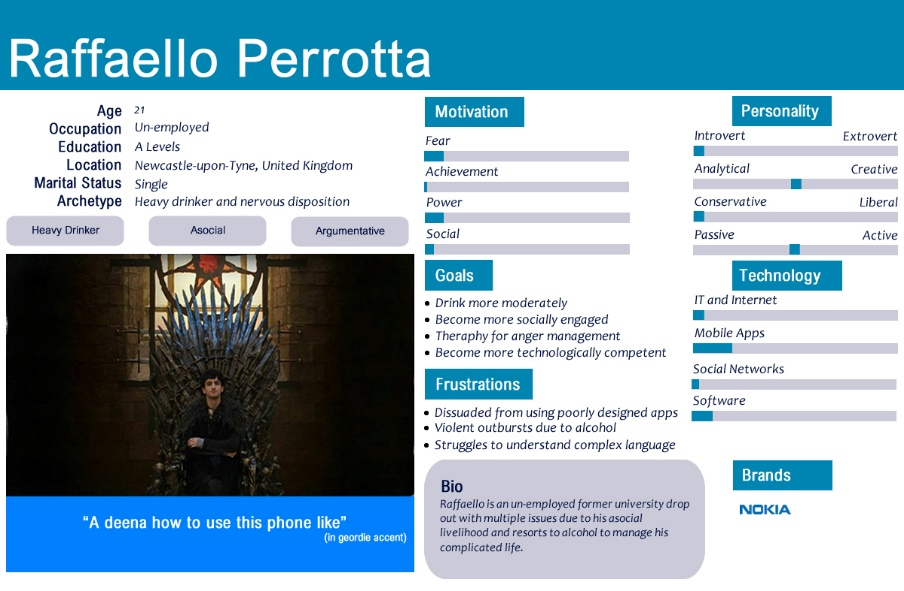 Raffaello Perrotta
Age 21
Occupation Un-employed
Education A Levels
Location Newcastle-upon-Tyne, United Kingdom
Marital Status Single
Archetype Heavy drinker and nervous disposition
Heavy Drinker Asocial Argumentative
“A deena how to use this phone like”
(in geordie accent)
Motivation
Fear
Achievement
Power
Social
Goals
• Drink more moderately
• Become more socially engaged
• Theraphy for anger management
• Become more technologically competent
Frustrations
• Dissuaded from using poorly designed apps
• Violent outbursts due to alcohol
• Struggles to understand complex language
Bio
Raffaello is an un-employed former university drop
out with multiple issues due to his asocial
livelihood and resorts to alcohol to manage his
complicated life.
Personality
Introvert Extrovert
Analytical Creative
Conservative Liberal
Passive Active
Technology
IT and Internet
Mobile Apps
Social Networks
Software
Brands
NOKIA